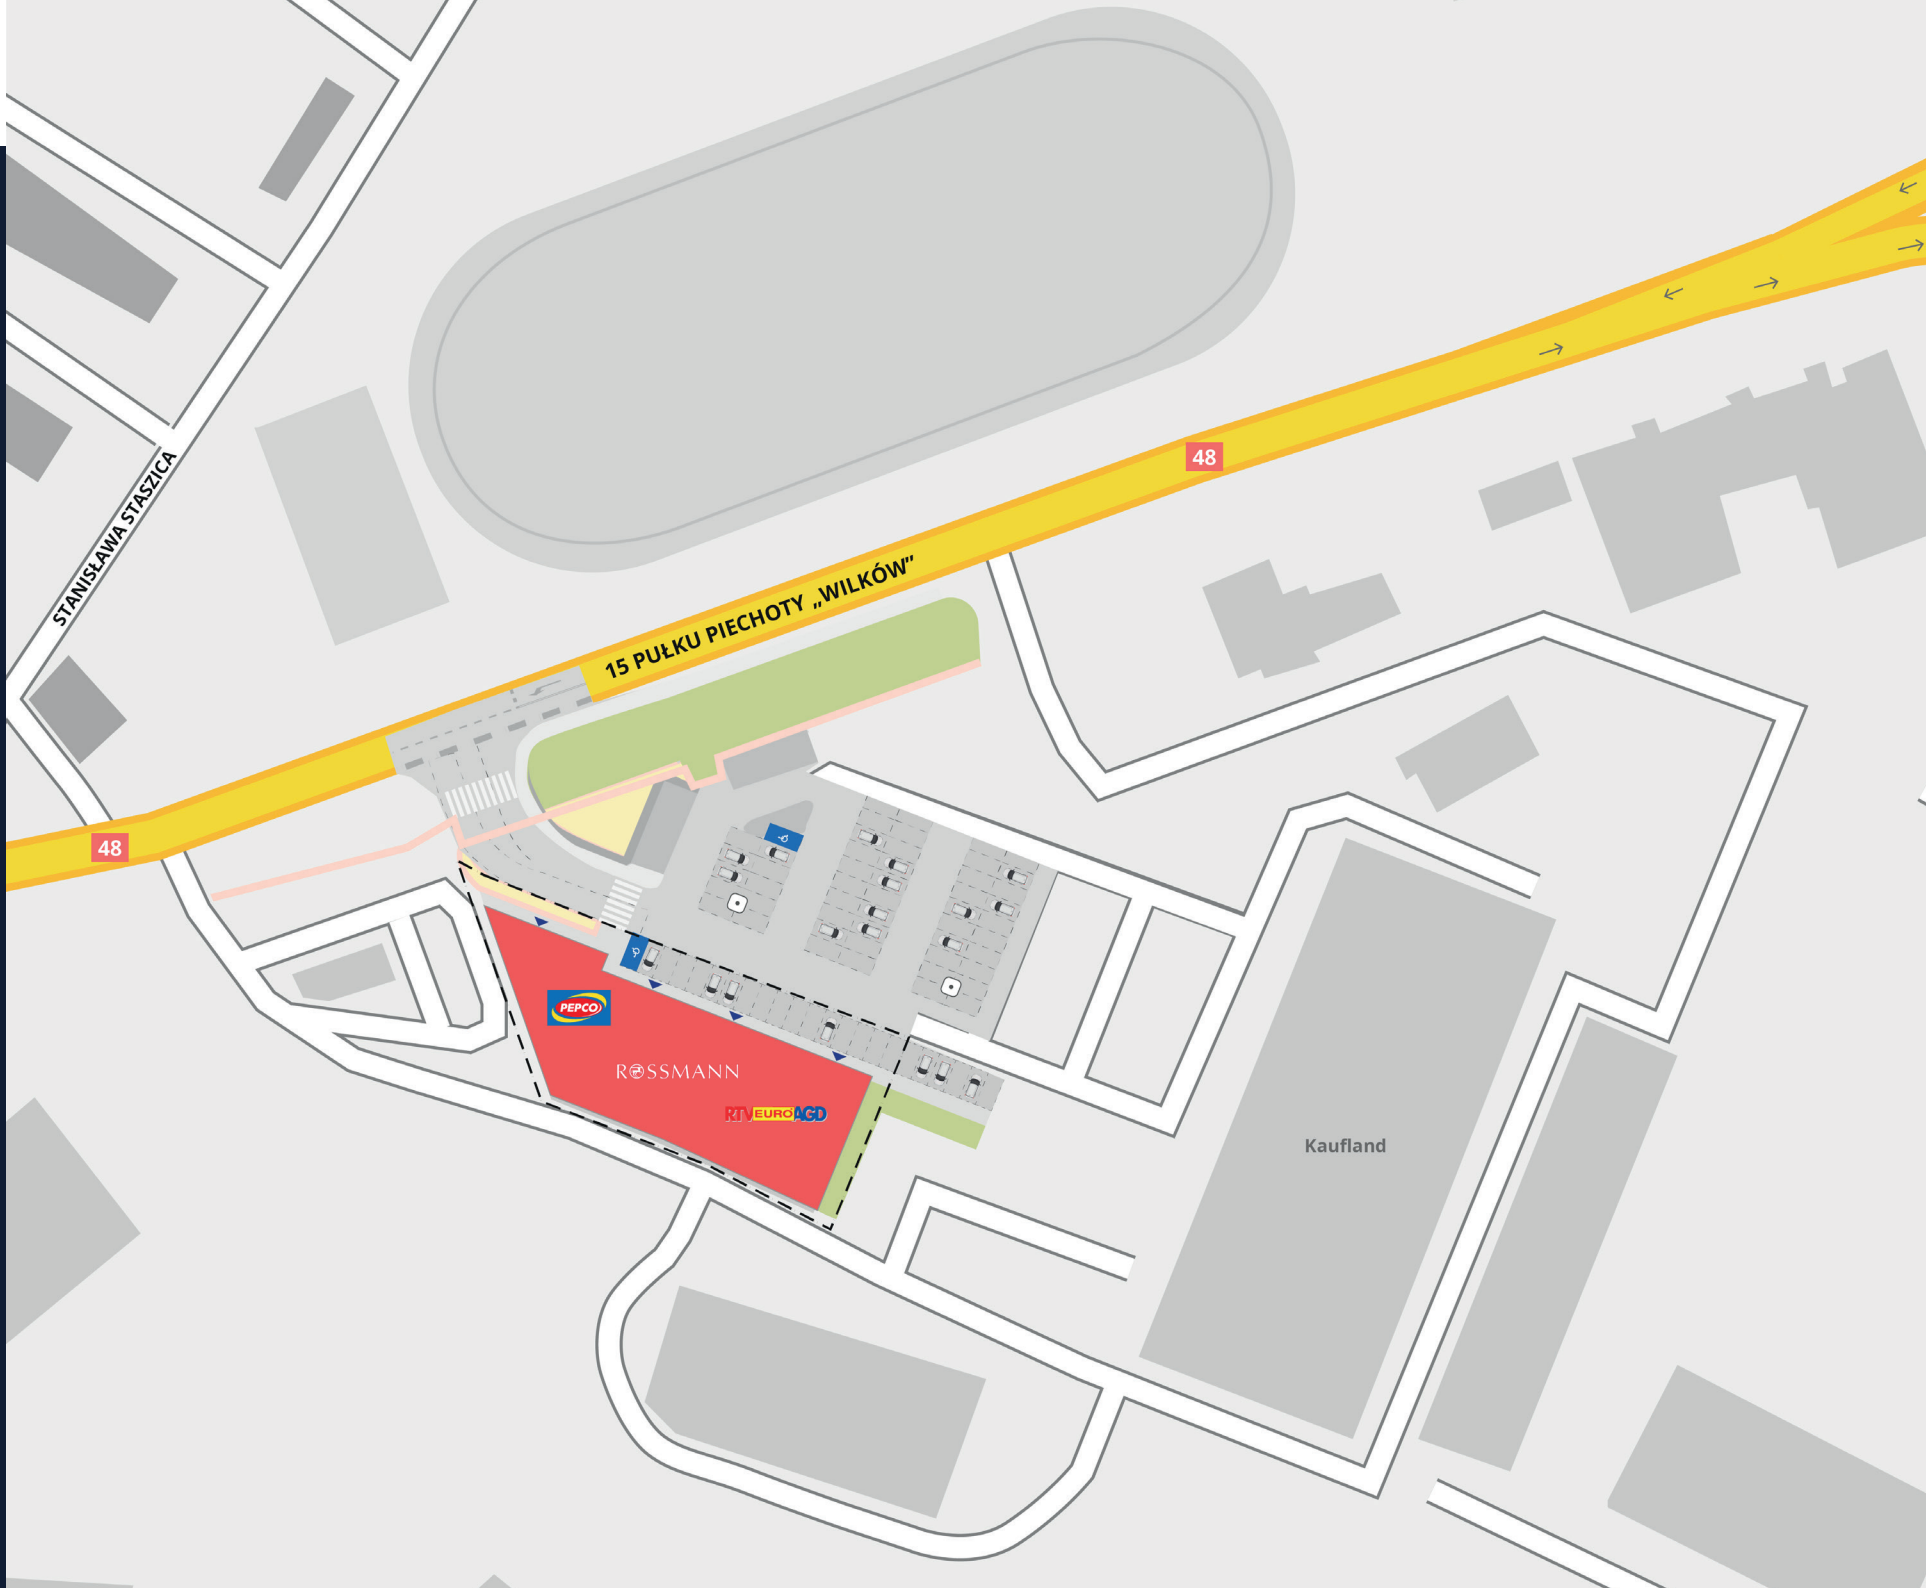 STANISŁAWA STASZICA
48
15 PUŁKU PIECHOTY „WILKÓW”
48
PEPCO
ROSSMANN
RTV EURO AGD
Kaufland